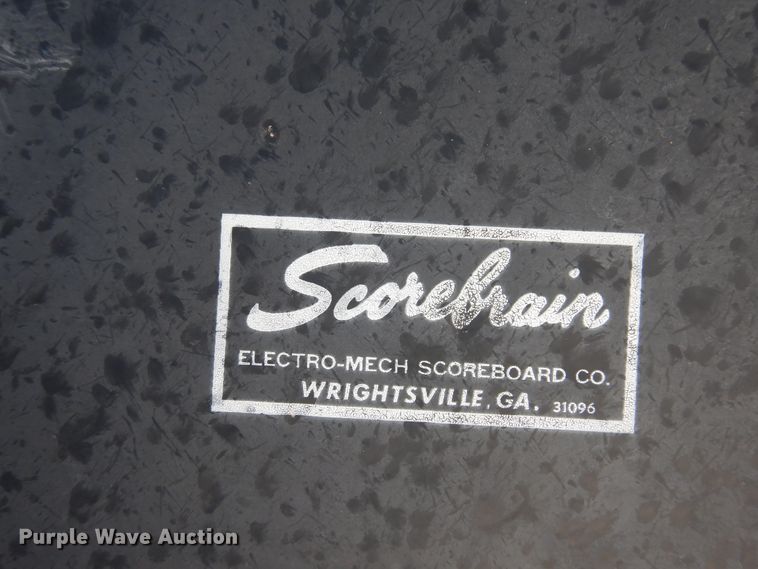 Scorebrain
ELECTRO-MECH SCOREBOARD CO.
WRIGHTSVILLE, GA. 31096
Purple Wave Auction